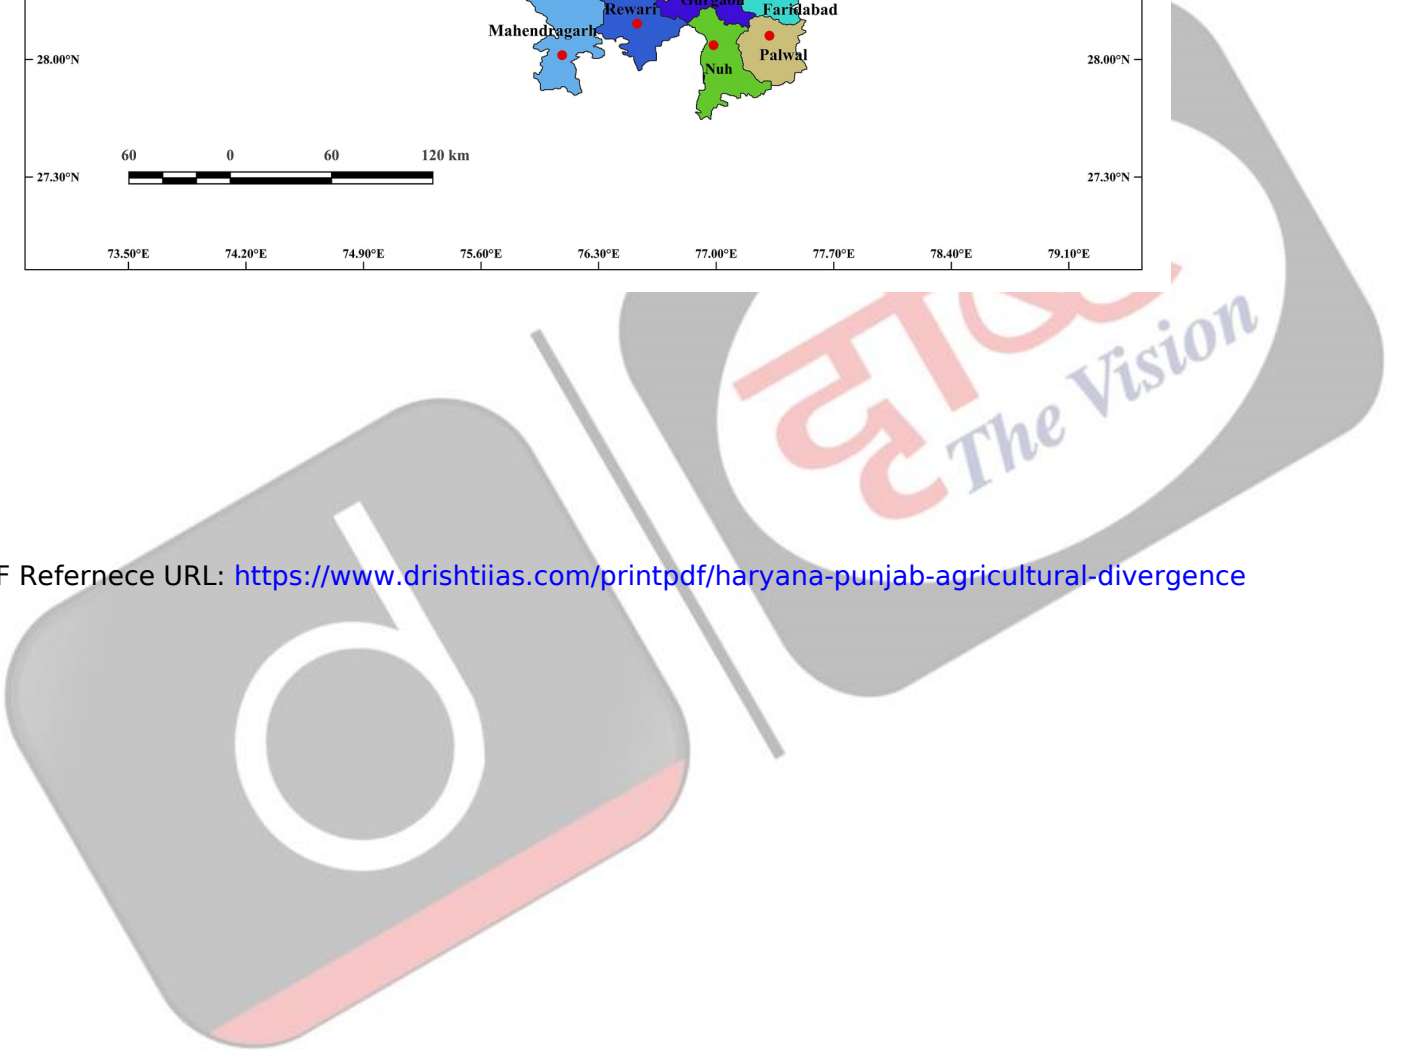 Gurgaon
Rewari
Faridabad
Mahendragarh
Palwal
28.00°N
28.00°N
Nuh
60 0 60 120 km
27.30°N
27.30°N
73.50°E 74.20°E 74.90°E 75.60°E 76.30°E 77.00°E 77.70°E 78.40°E 79.10°E
The Vision
F Refernece URL: https://www.drishtiias.com/printpdf/haryana-punjab-agricultural-divergence
d